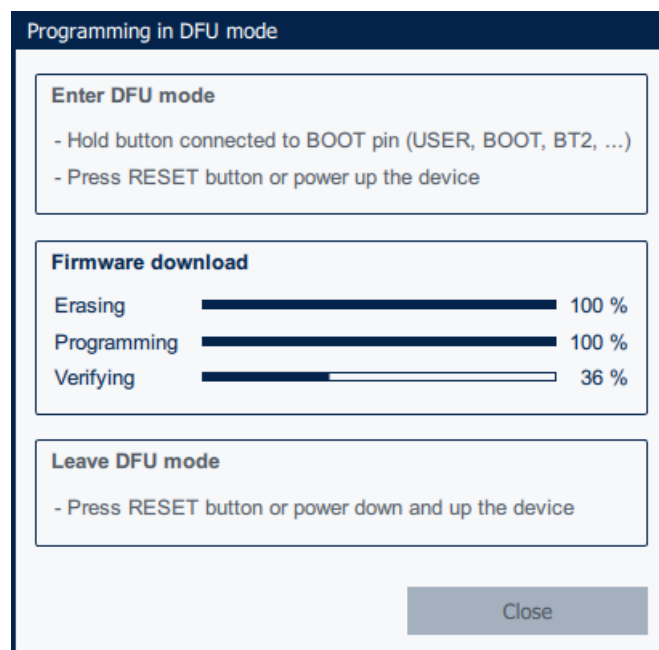 Programming in DFU mode
Enter DFU mode
- Hold button connected to BOOT pin (USER, BOOT, BT2, ...)
- Press RESET button or power up the device
Firmware download
Erasing 100 %
Programming 100 %
Verifying 36 %
Leave DFU mode
- Press RESET button or power down and up the device
Close